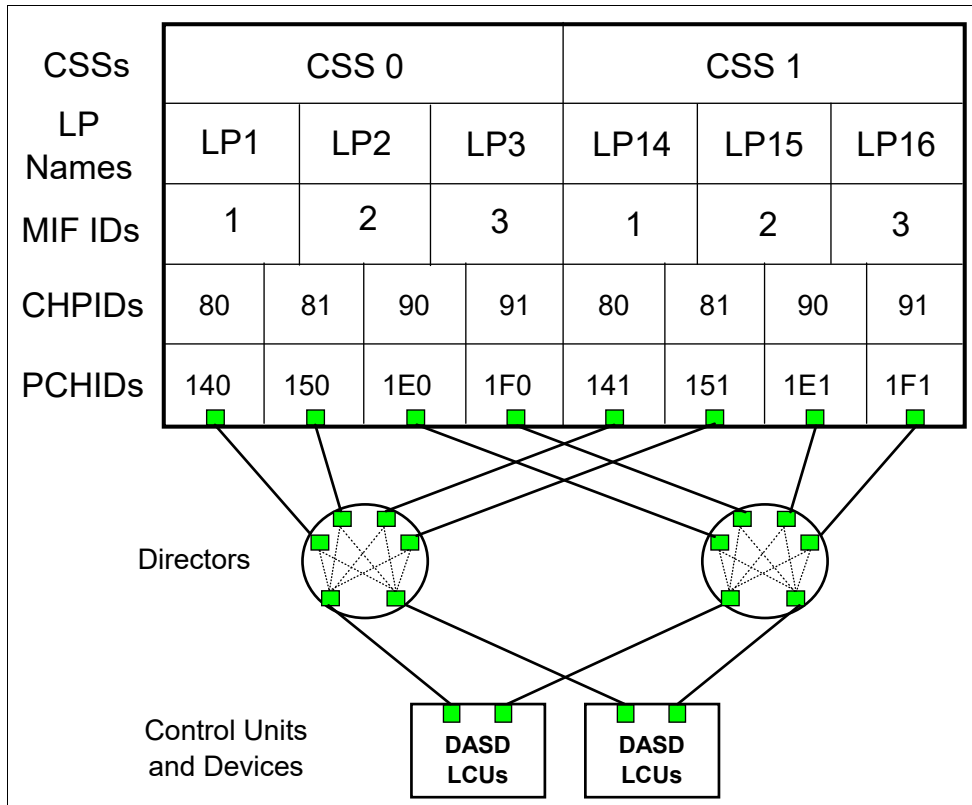 CSSs CSS 0 CSS 1
LP
Names
LP1 LP2 LP3 LP14 LP15 LP16
MIF IDs 1 2 3 1 2 3
CHPIDs 80 81 90 91 80 81 90 91
PCHIDs 140 150 1E0 1F0 141 151 1E1 1F1
Directors
Control Units
and Devices
DASD
LCUs
DASD
LCUs